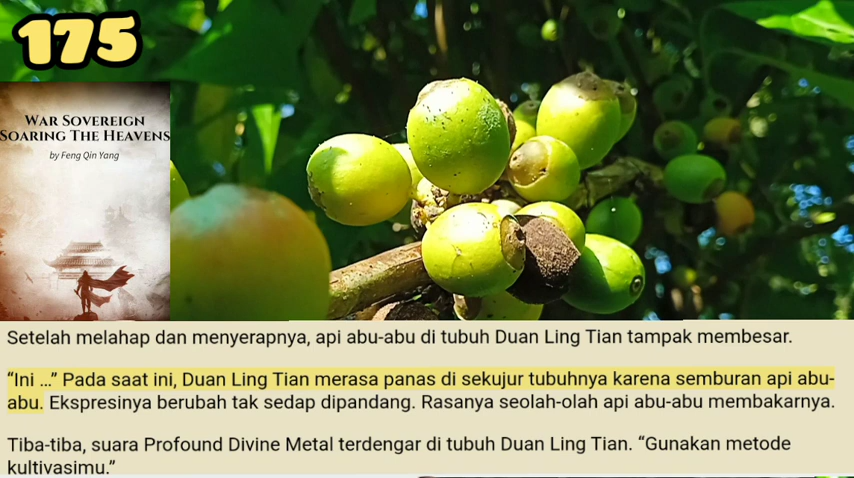 175
WAR SOVEREIGN
SOARING THE HEAVENS
by Feng Qin Yang
Setelah melahap dan menyerapnya, api abu-abu di tubuh Duan Ling Tian tampak membesar.
“Ini ...” Pada saat ini, Duan Ling Tian merasa panas di sekujur tubuhnya karena semburan api abu-
abu. Ekspresinya berubah tak sedap dipandang. Rasanya seolah-olah api abu-abu membakarnya.
Tiba-tiba, suara Profound Divine Metal terdengar di tubuh Duan Ling Tian. “Gunakan metode
kultivasimu.”